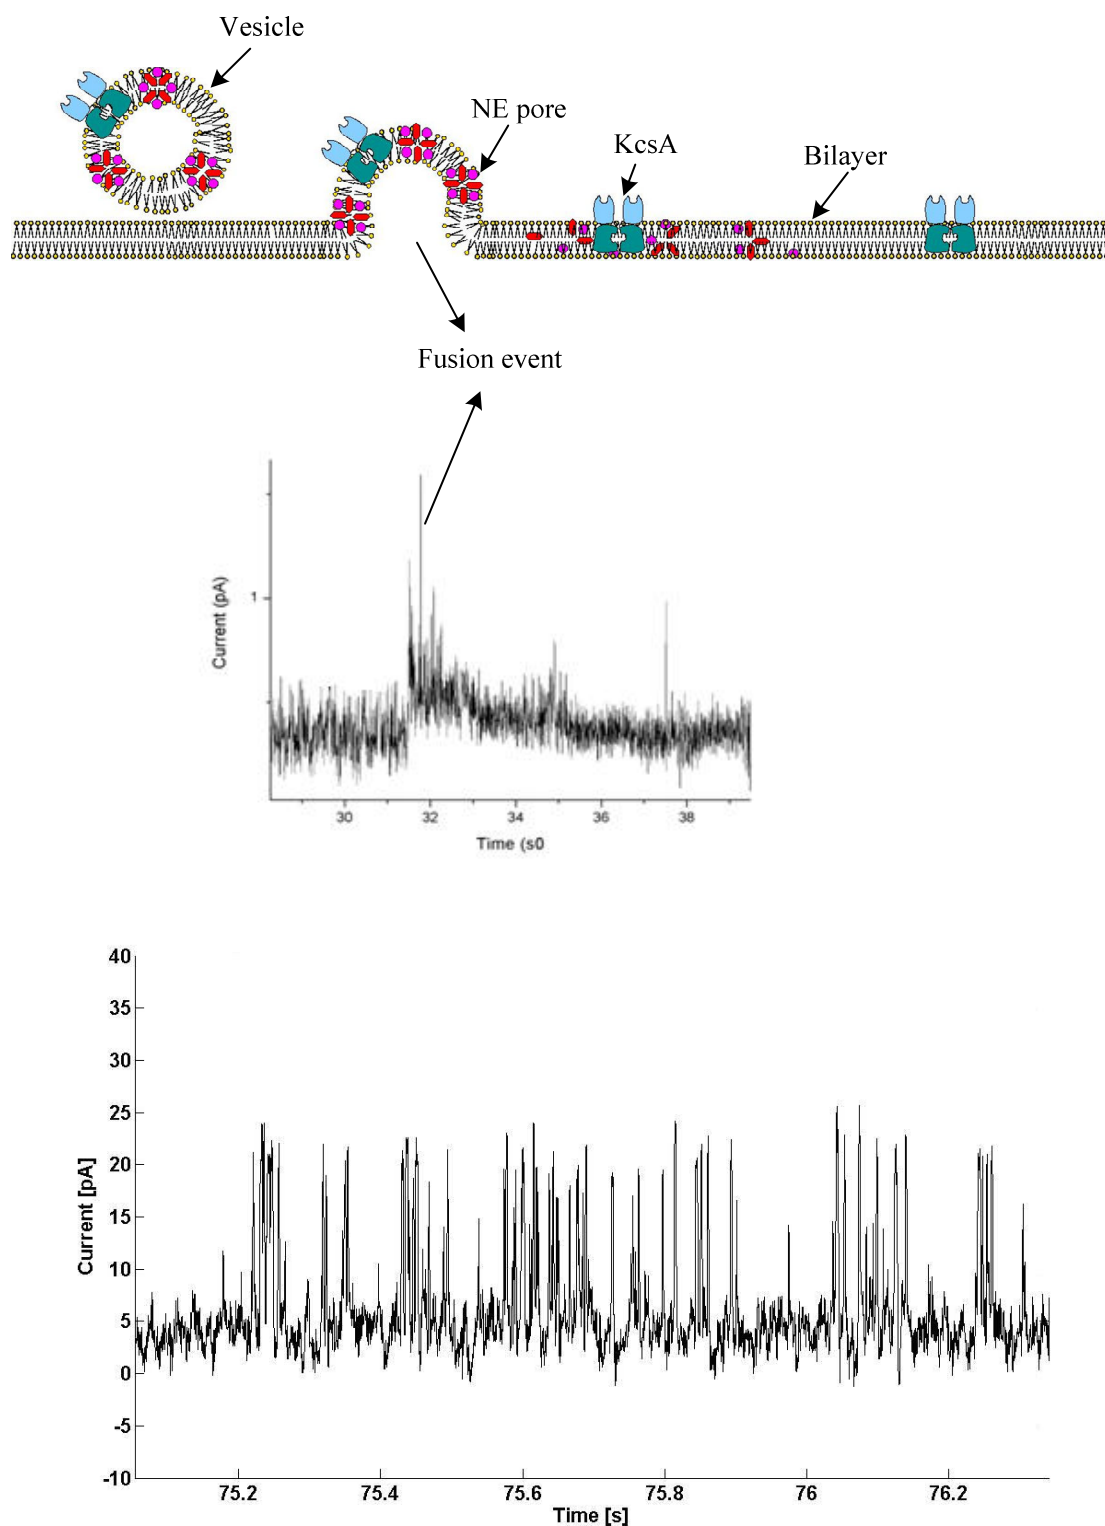 Vesicle
NE pore
KcsA
Bilayer
Fusion event
Current (pA)
1
30 32 34 36 38
Time (s0
Current [pA]
40
35
30
25
20
15
10
5
0
-5
-10
75.2 75.4 75.6 75.8 76 76.2
Time [s]